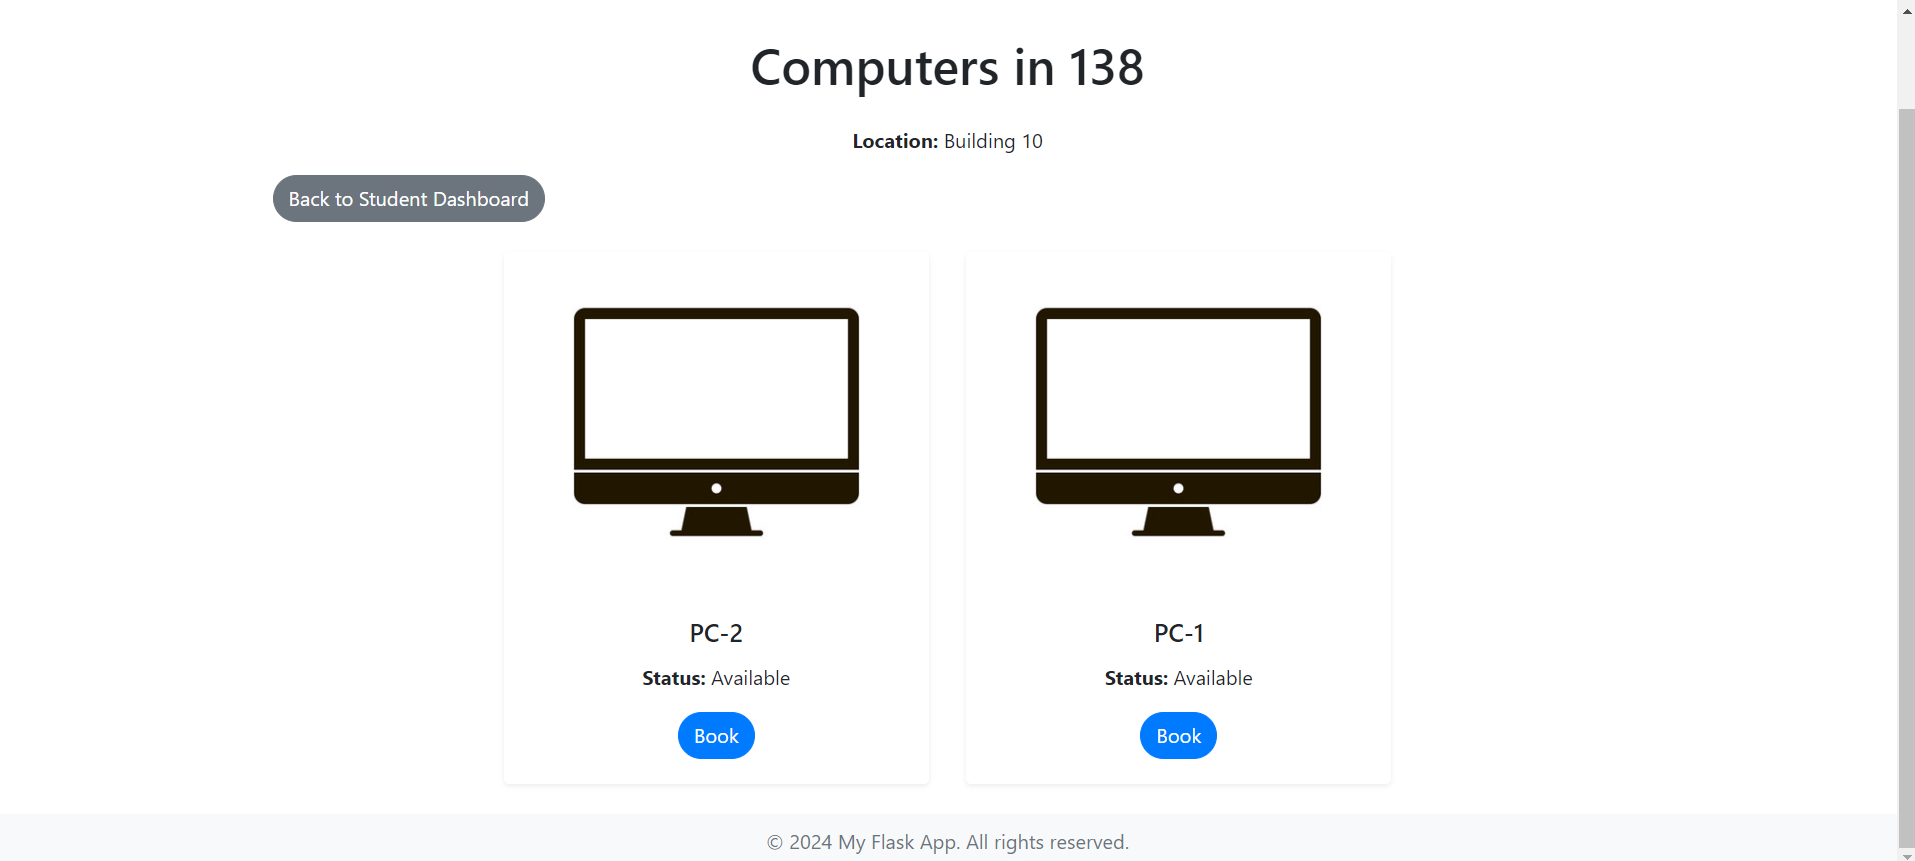 Computers in 138
Location: Building 10
Back to Student Dashboard
PC-2
Status: Available
Book
PC-1
Status: Available
Book
© 2024 My Flask App. All rights reserved.